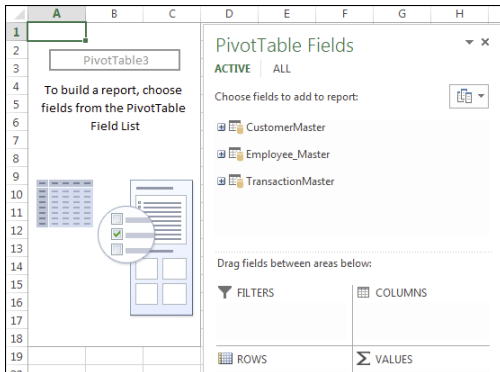 A B C D E F G H
1
2
3
4
5
6
7
8
9
10
11
12
13
14
15
16
17
18
19
PivotTable3
To build a report, choose
fields from the PivotTable
Field List
PivotTable Fields
ACTIVE ALL
Choose fields to add to report:
CustomerMaster
Employee_Master
TransactionMaster
Drag fields between areas below:
FILTERS COLUMNS
ROWS Σ VALUES